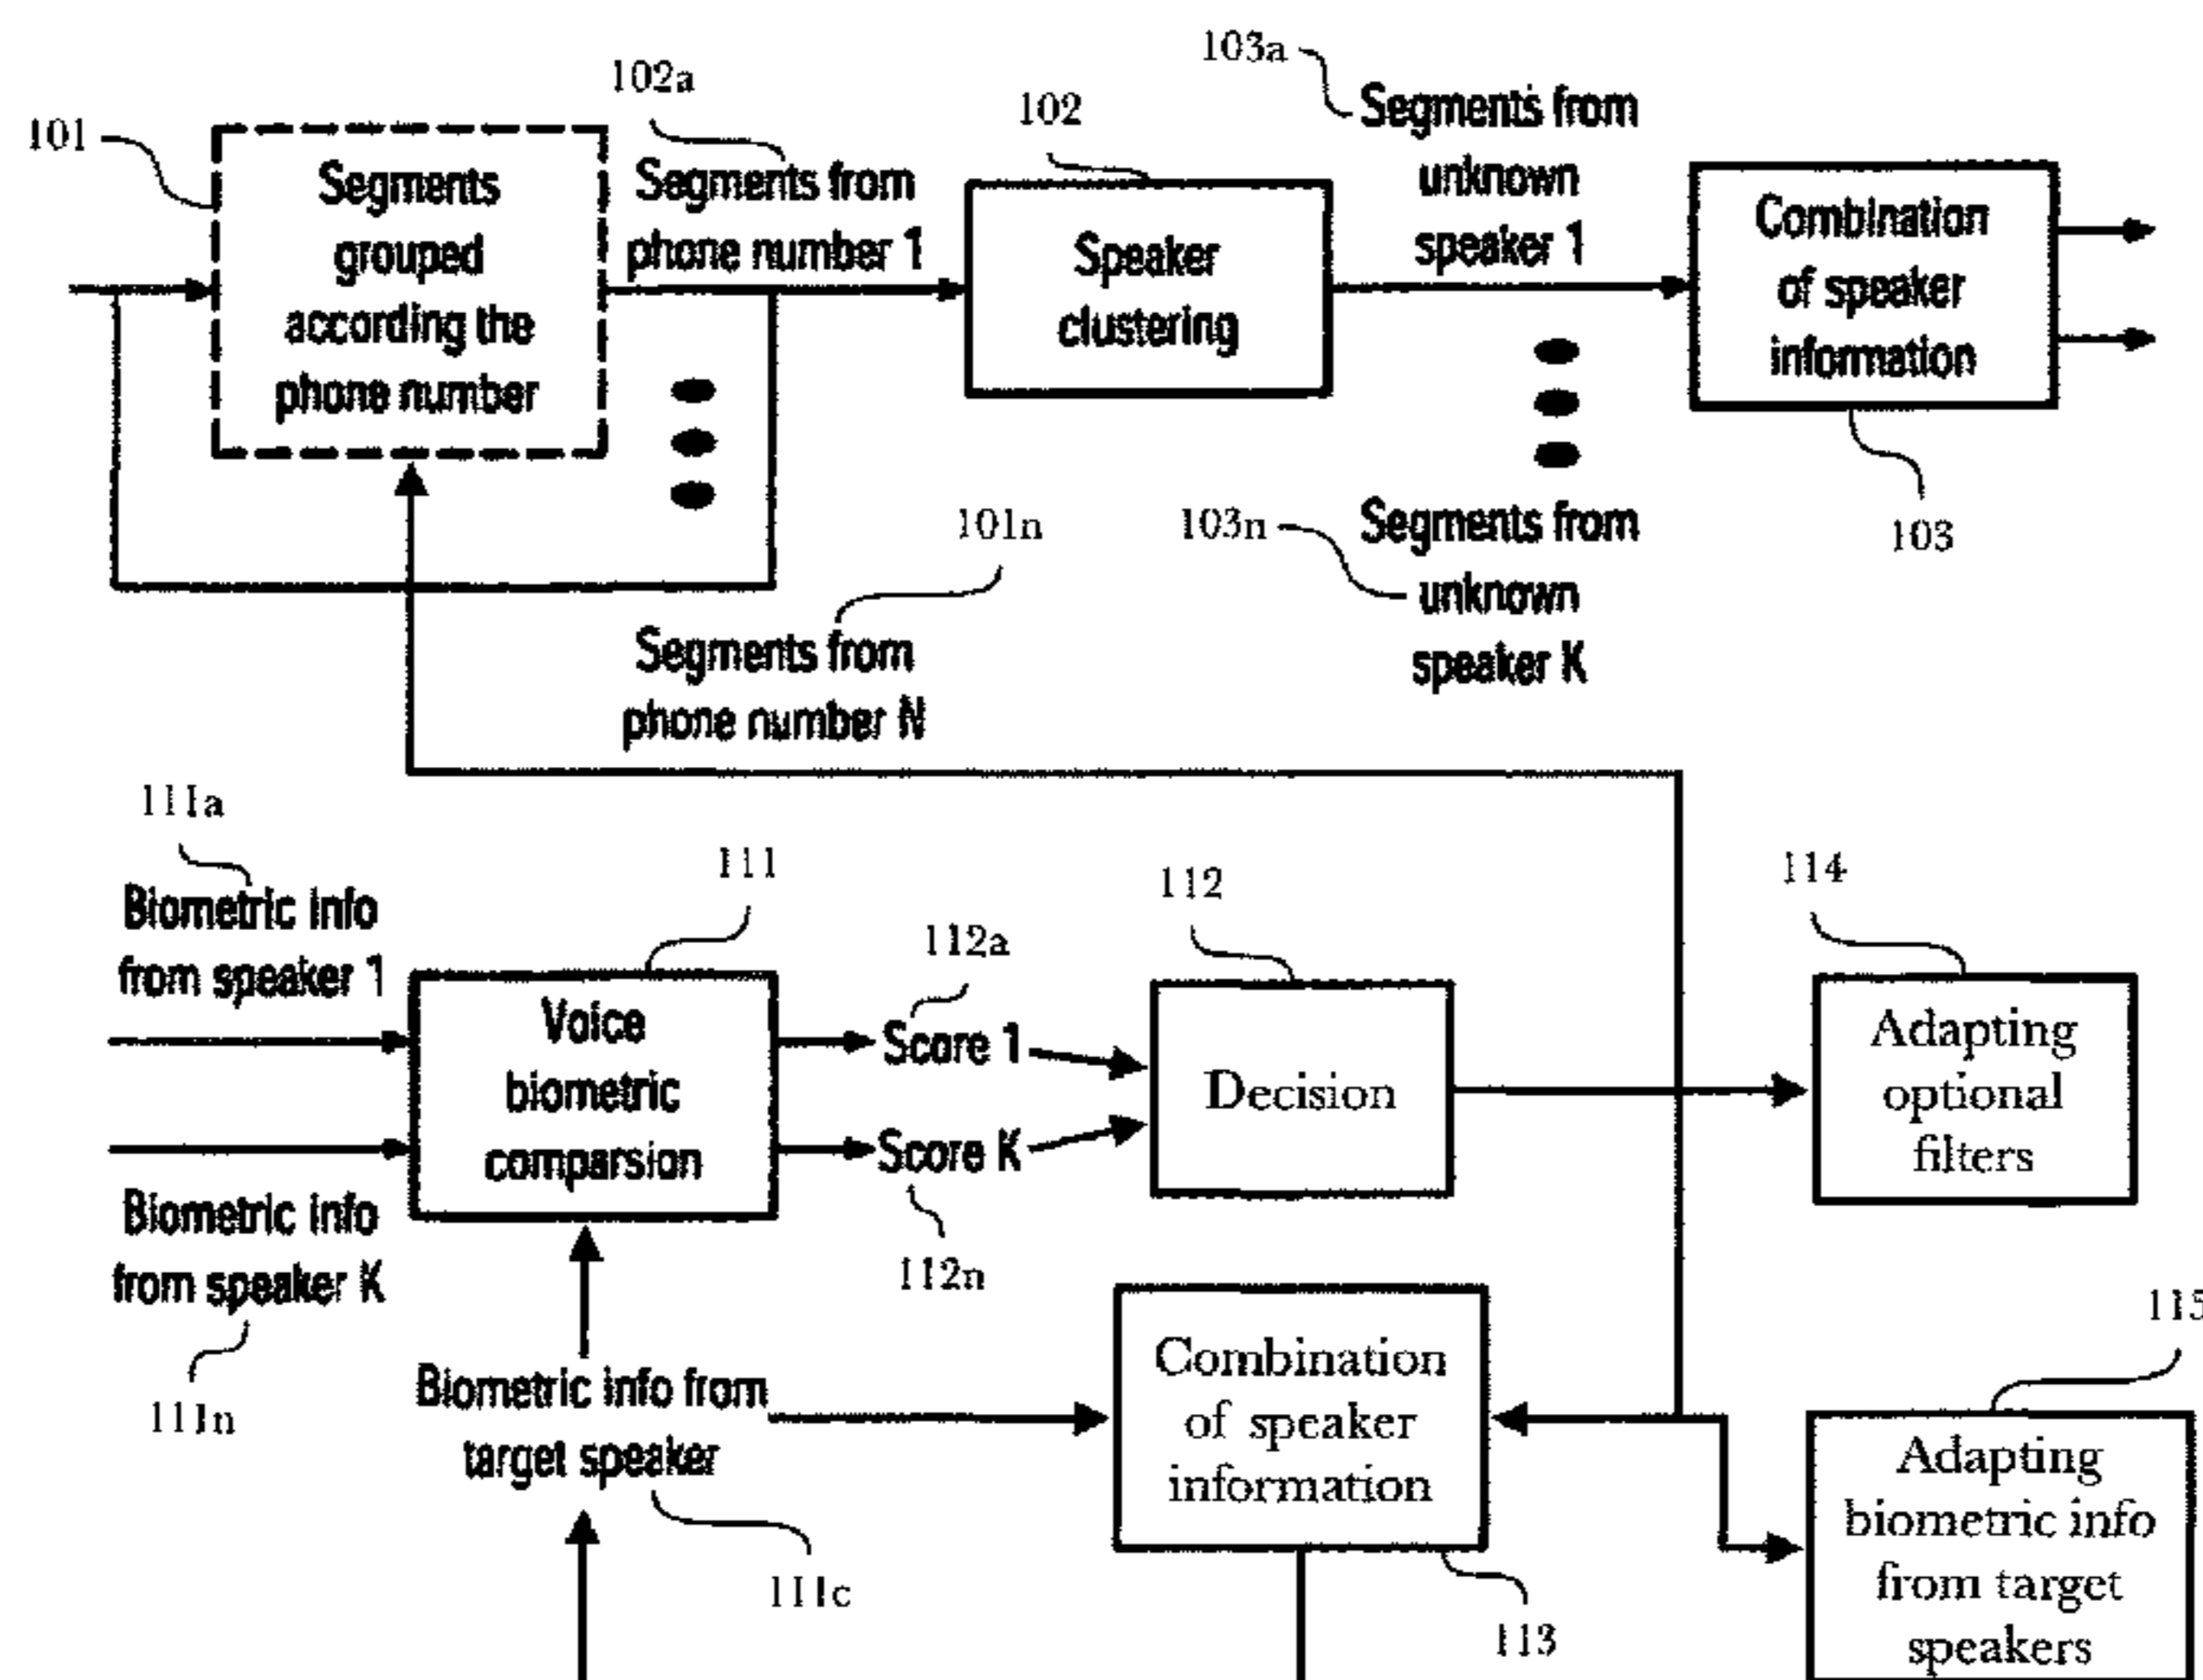 101
Segments
grouped
according the
phone number
102a
Segments from
phone number 1
102
Speaker
clustering
103a
Segments from
unknown
speaker 1
Combination
of speaker
information
103
101n
Segments from
phone number N
103n
Segments from
unknown
speaker K
111a
Biometric info
from speaker 1
111
Voice
biometric
comparsion
112a
Score 1
Score K
112n
112
Decision
114
Adapting
optional
filters
Biometric info
from speaker K
111n
Biometric info from
target speaker
111c
Combination
of speaker
information
113
115
Adapting
biometric info
from target
speakers